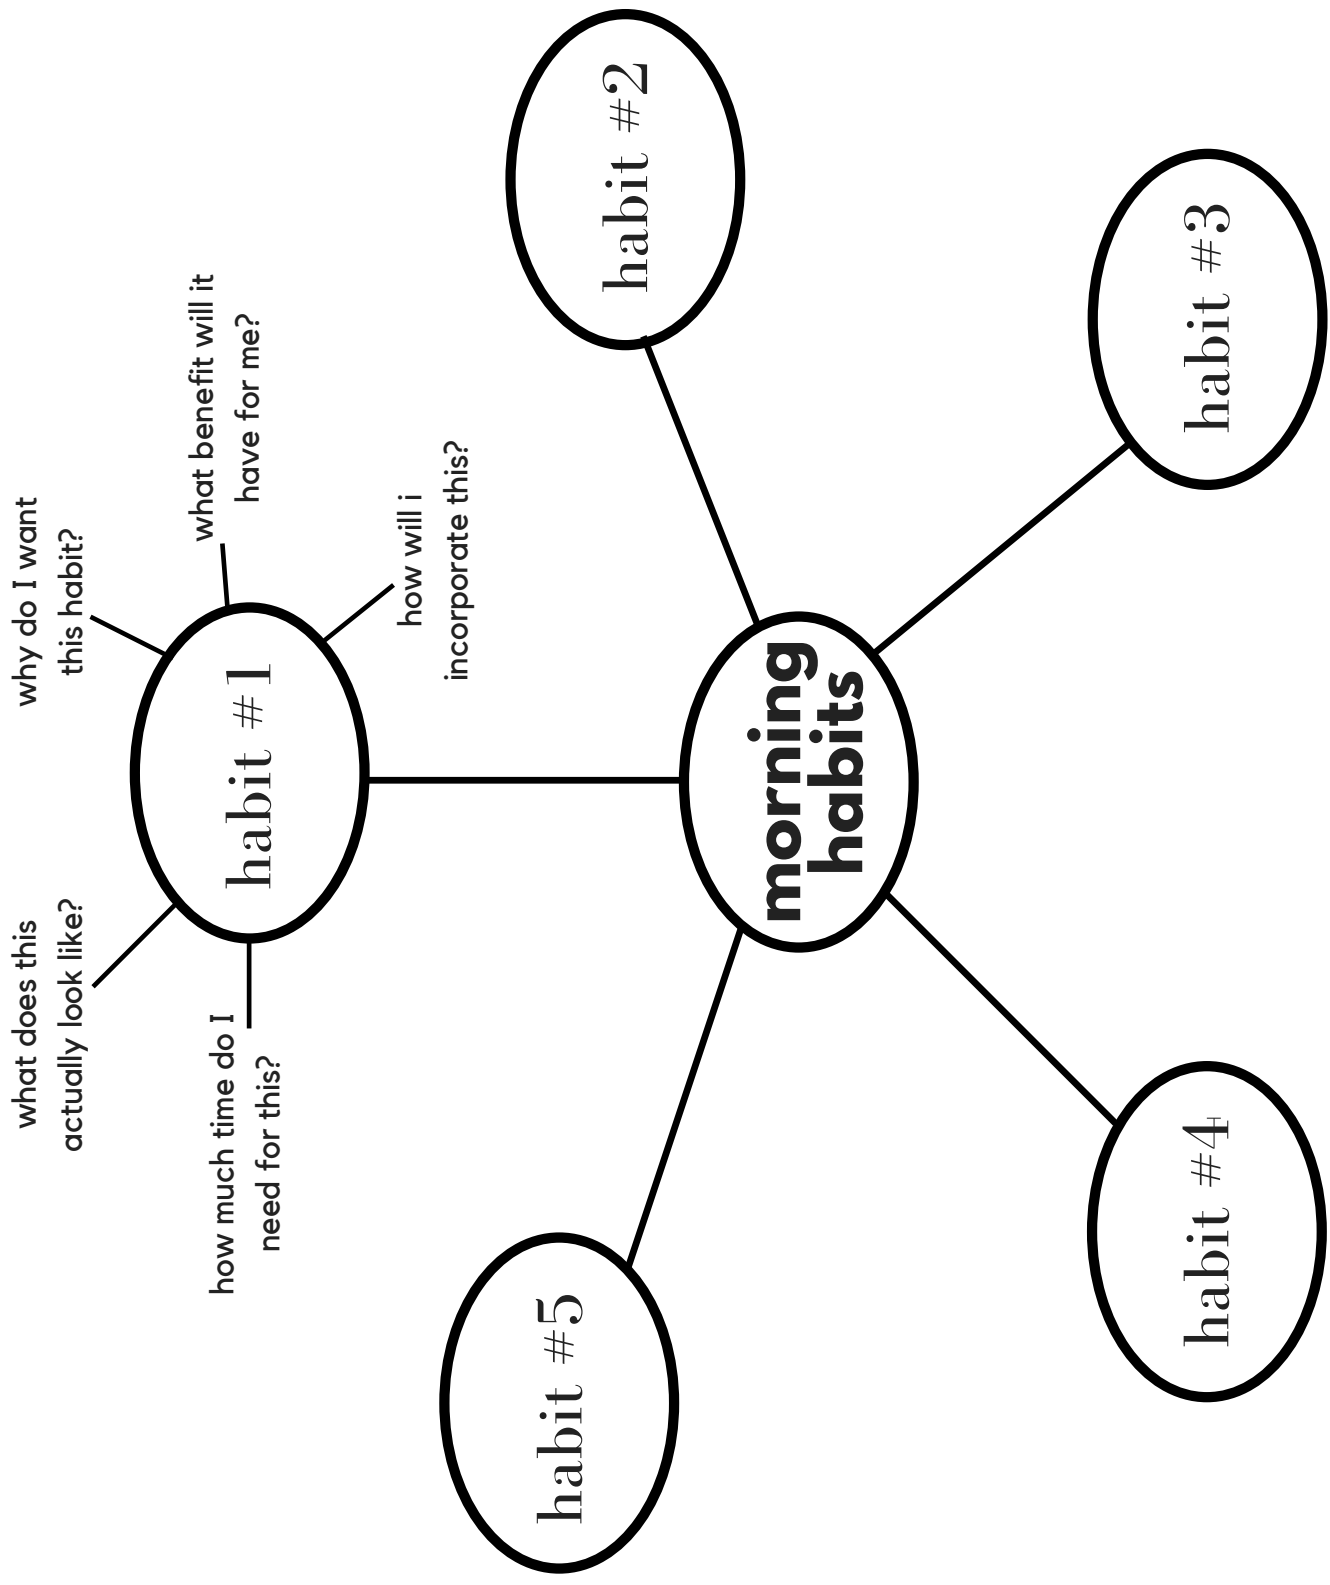 what does this
actually look like?
why do I want
this habit?
how much time do I
need for this?
habit #1
what benefit will it
have for me?
how will i
incorporate this?
habit #5
habit #2
morning
habits
habit #4
habit #3